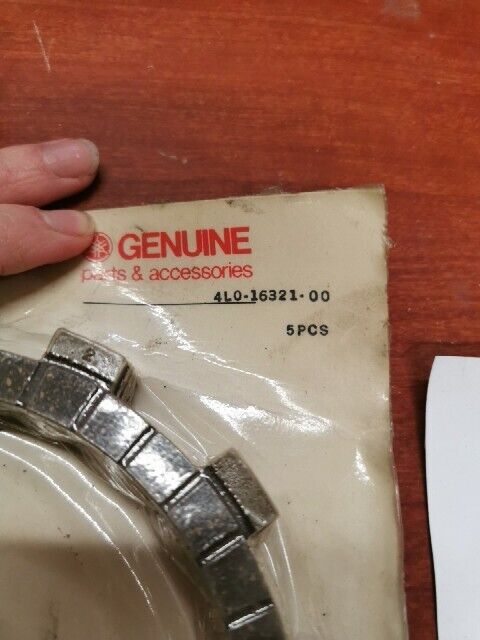 GENUINE
parts & accessories
4L0-16321-00
5PCS